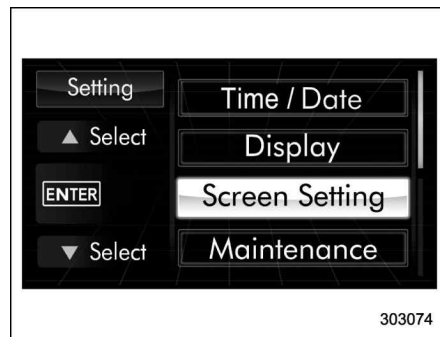 Setting
▲ Select
ENTER
▼ Select
Time / Date
Display
Screen Setting
Maintenance
303074